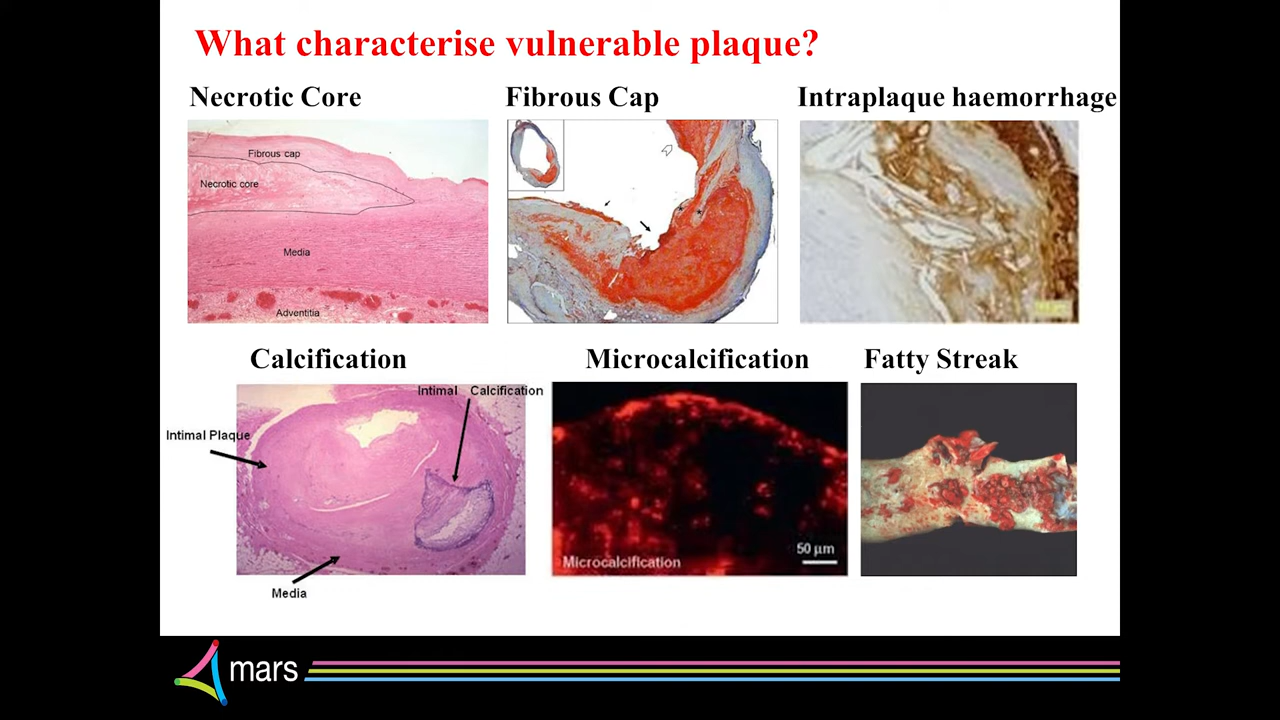 What characterise vulnerable plaque?
Necrotic Core
Fibrous Cap
Intraplaque haemorrhage
Fibrous cap
Necrotic core
Media
Adventitia
Calcification
Microcalcification
Fatty Streak
Intimal Calcification
Intimal Plaque
Media
50 µm
Microcalcification
mars